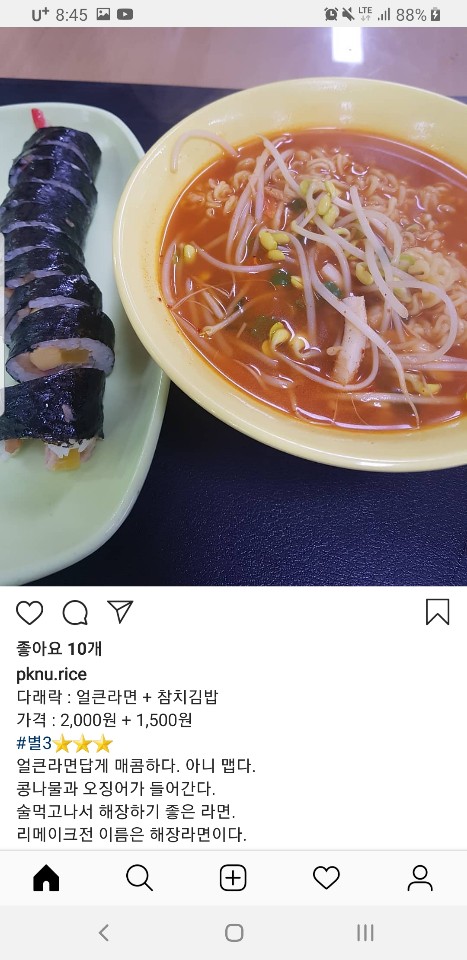 U+ 8:45 LTE 88%
좋아요 10개
pknu.rice
다래락 : 얼큰라면 + 참치김밥
가격 : 2,000원 + 1,500원
#별3⭐⭐⭐
얼큰라면답게 매콤하다. 아니 맵다.
콩나물과 오징어가 들어간다.
술먹고나서 해장하기 좋은 라면.
리메이크전 이름은 해장라면이다.